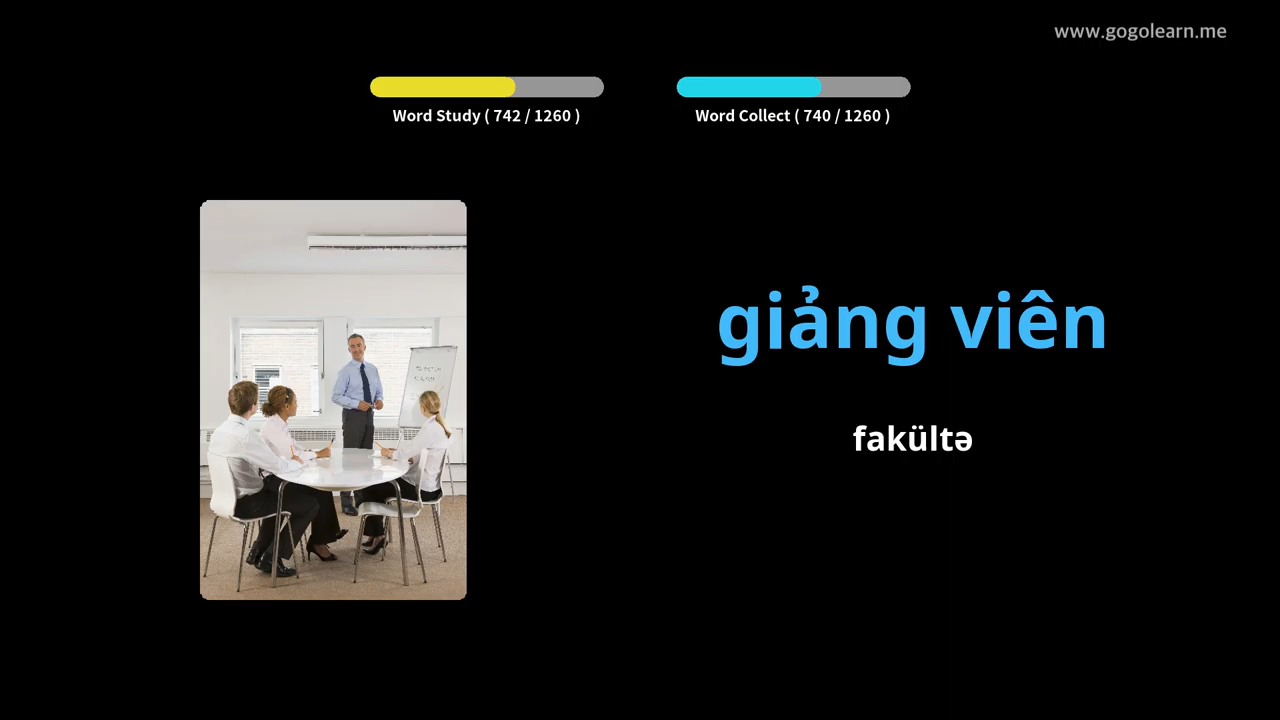 www.gogolearn.me
Word Study ( 742 / 1260 )
Word Collect ( 740 / 1260 )
giảng viên
fakültə